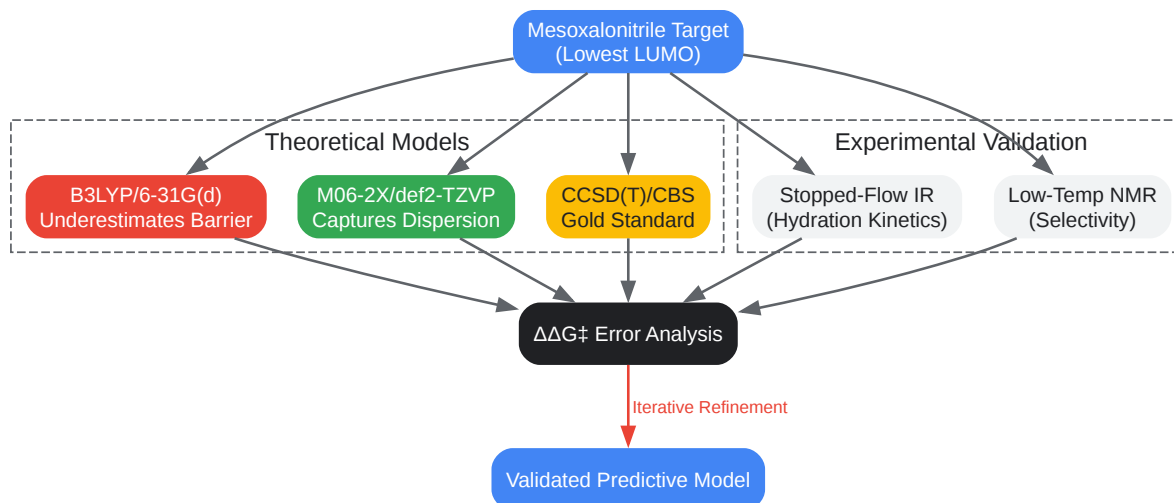 Mesoxalonitrile Target
(Lowest LUMO)
Theoretical Models
Experimental Validation
B3LYP/6-31G(d)
Underestimates Barrier
M06-2X/def2-TZVP
Captures Dispersion
CCSD(T)/CBS
Gold Standard
Stopped-Flow IR
(Hydration Kinetics)
Low-Temp NMR
(Selectivity)
ΔΔG‡ Error Analysis
Iterative Refinement
Validated Predictive Model